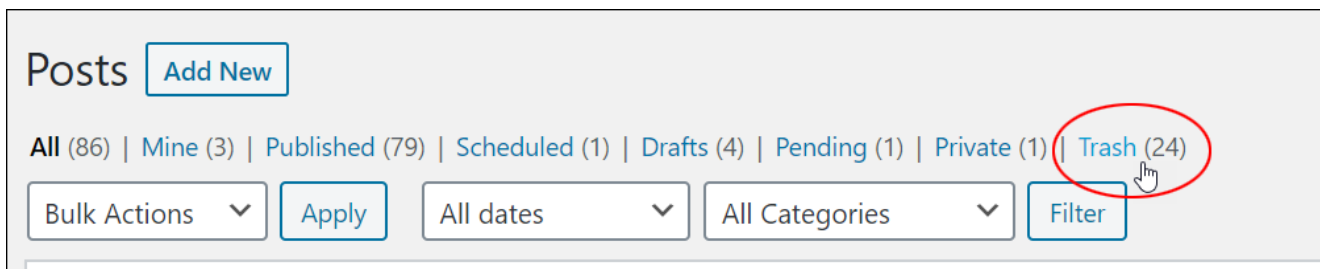 Posts Add New
All (86) | Mine (3) | Published (79) | Scheduled (1) | Drafts (4) | Pending (1) | Private (1) | Trash (24)
Bulk Actions Apply All dates All Categories Filter